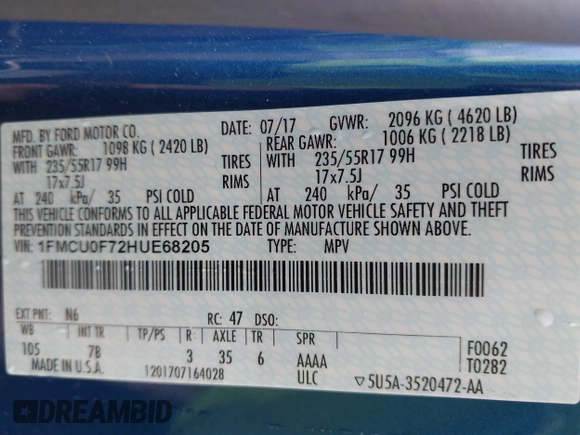 MFD. BY FORD MOTOR CO.
DATE: 07/17 GVWR: 2096 KG ( 4620 LB)
FRONT GAWR: 1098 KG ( 2420 LB)
REAR GAWR: 1006 KG ( 2218 LB)
WITH 235/55R17 99H TIRES
WITH 235/55R17 99H TIRES
17x7.5J RIMS
17x7.5J RIMS
AT 240 kPa/ 35 PSI COLD
AT 240 kPa/ 35 PSI COLD
THIS VEHICLE CONFORMS TO ALL APPLICABLE FEDERAL MOTOR VEHICLE SAFETY AND THEFT
PREVENTION STANDARDS IN EFFECT ON THE DATE OF MANUFACTURE SHOWN ABOVE.
VIN: 1FMCU0F72HUE68205 TYPE: MPV
EXT PNT: N6 RC: 47 DSO:
WB INT TR TP/PS R AXLE TR SPR
105 7B 3 35 6 AAAA
F0062
T0282
MADE IN U.S.A. 1201707164028 ULC ▽5U5A-3520472-AA
DREAMBID